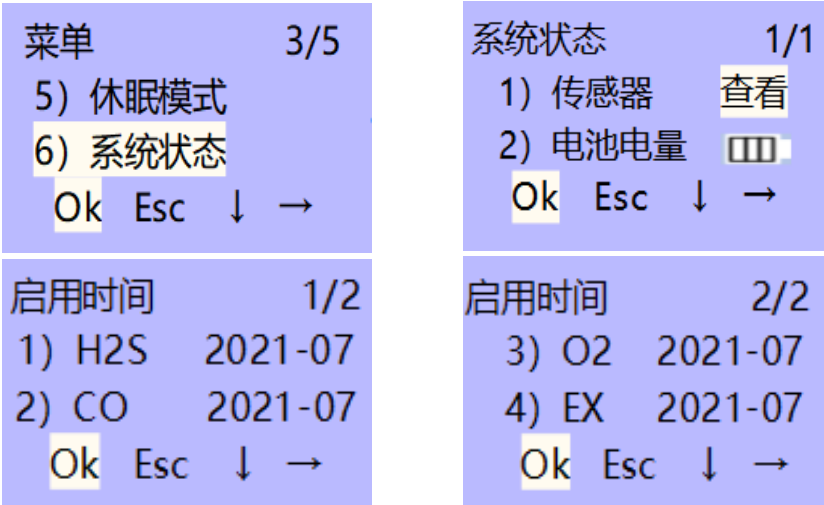 菜单 3/5
5) 休眠模式
6) 系统状态
Ok Esc ↓ →
系统状态 1/1
1) 传感器 查看
2) 电池电量
Ok Esc ↓ →
启用时间 1/2
1) H2S 2021-07
2) CO 2021-07
Ok Esc ↓ →
启用时间 2/2
3) O2 2021-07
4) EX 2021-07
Ok Esc ↓ →